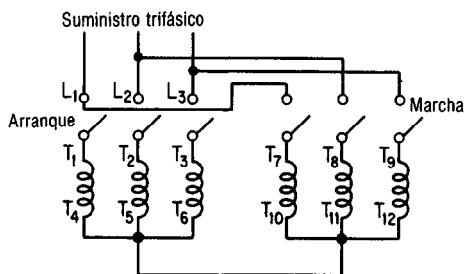 Suministro trifásico
L1 L2 L3
Arranque Marcha
T1 T2 T3 T7 T8 T9
T4 T5 T6 T10 T11 T12